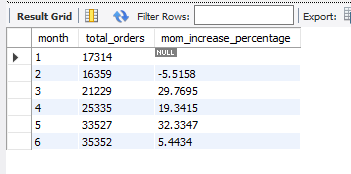 Result Grid Filter Rows: Export:
month total_orders mom_increase_percentage
1 17314 NULL
2 16359 -5.5158
3 21229 29.7695
4 25335 19.3415
5 33527 32.3347
6 35352 5.4434